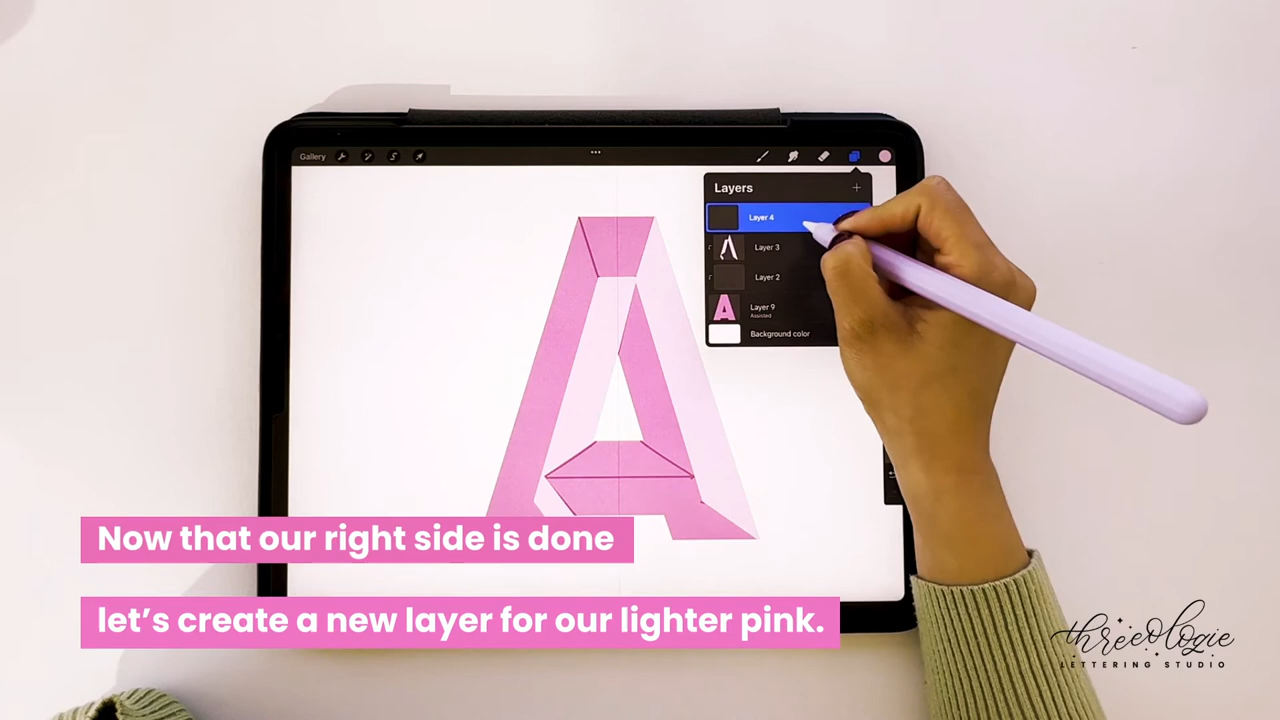 Gallery
Layers
Layer 4
Layer 3
Layer 2
A
Layer 9
Assisted
Background color
A
Now that our right side is done
let’s create a new layer for our lighter pink.
threeologie
LETTERING STUDIO